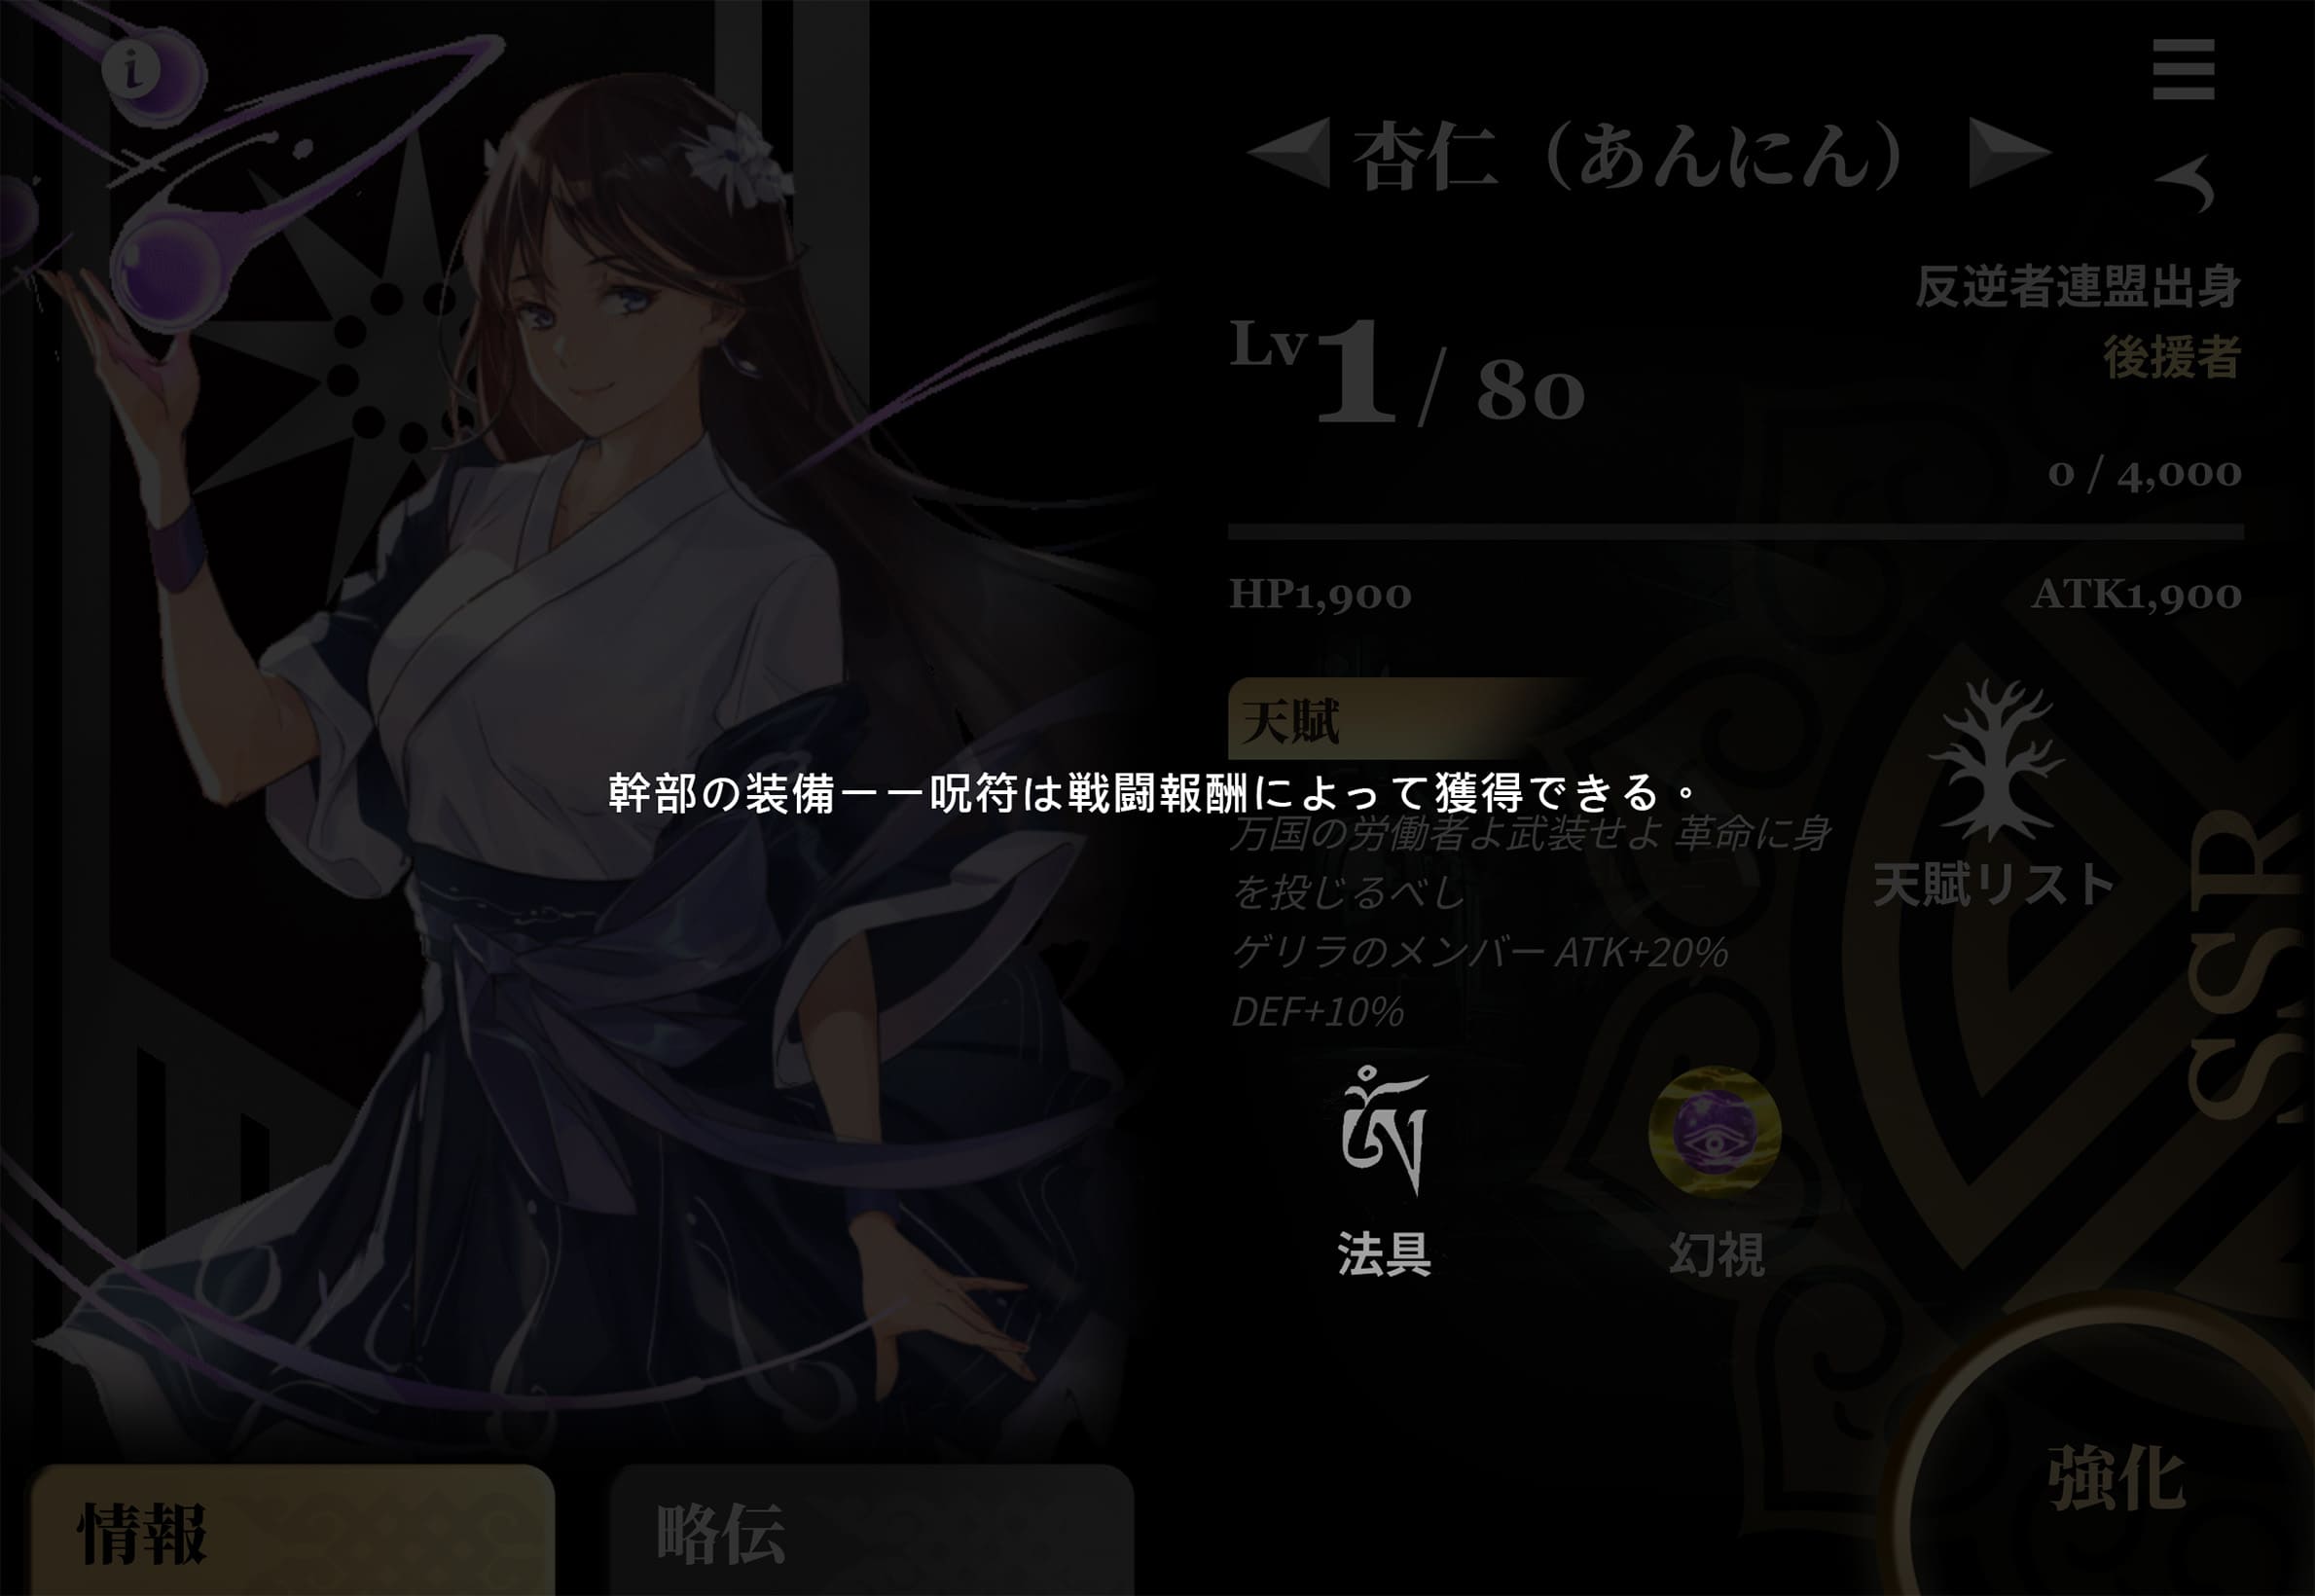 i
杏仁（あんにん）
反逆者連盟出身
後援者
Lv1/ 80
0 / 4,000
HP1,900
ATK1,900
天賦
幹部の装備ーー呪符は戦闘報酬によって獲得できる。
万国の労働者よ武装せよ 革命に身
を投じるべし
ゲリラのメンバー ATK+20%
DEF+10%
天賦リスト
SSR
法具
幻視
強化
情報
略伝